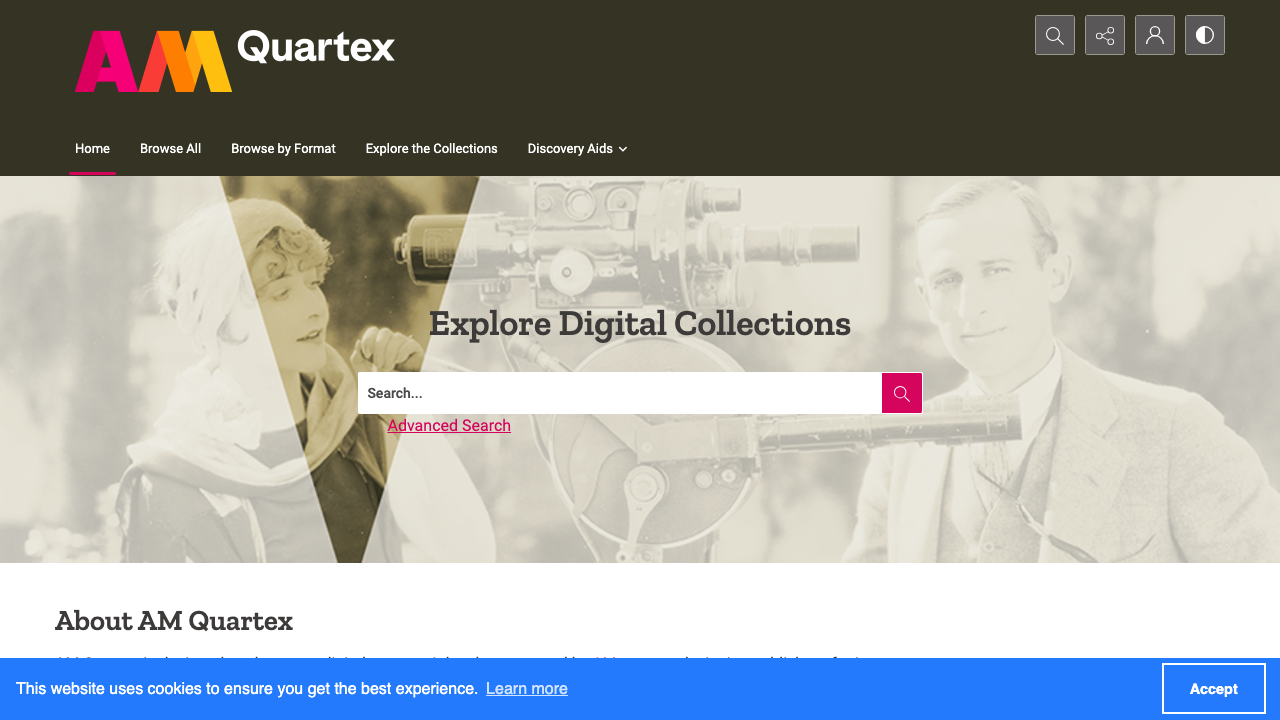 AM Quartex
Home Browse All Browse by Format Explore the Collections Discovery Aids
Explore Digital Collections
Search...
Advanced Search
About AM Quartex
This website uses cookies to ensure you get the best experience. Learn more
Accept